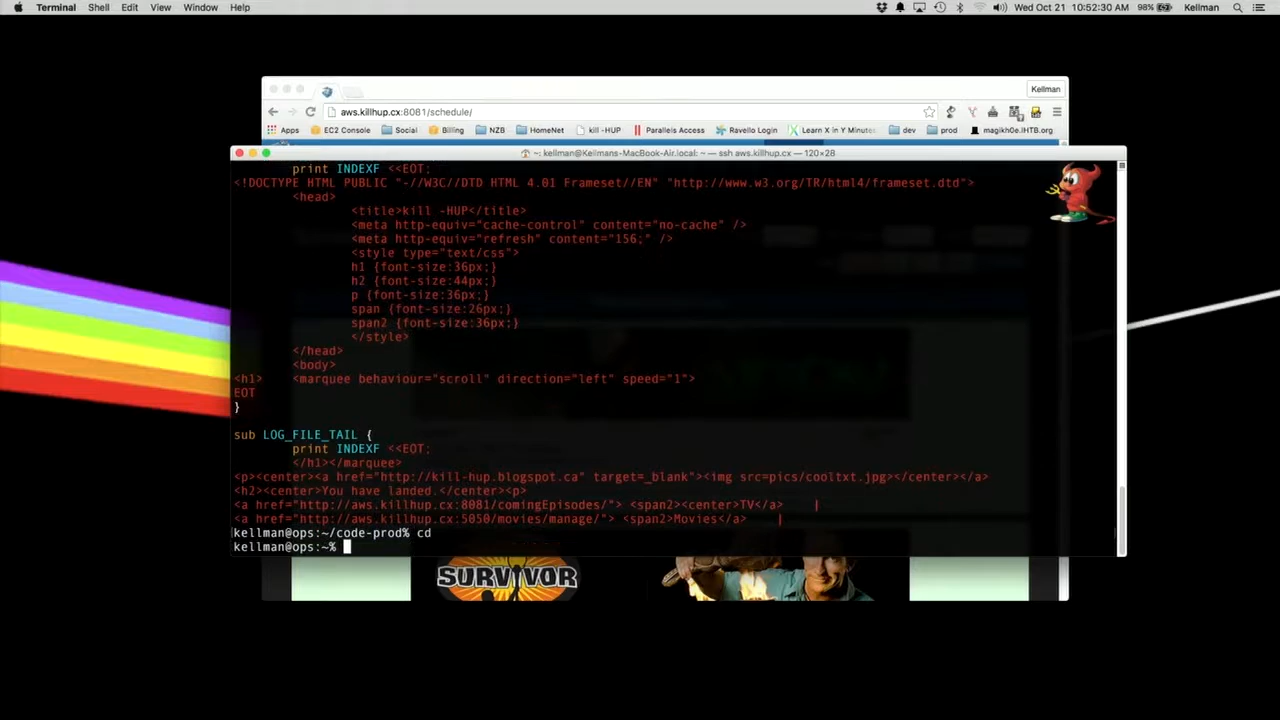 Terminal Shell Edit View Window Help Wed Oct 21 10:52:30 AM 98% Kellman
Kellman
aws.killhup.cx:8081/schedule/
Apps EC2 Console Social Billing NZB HomeNet kill -HUP Parallels Access Ravello Login Learn X in Y Minutes dev prod magikh0e.IHTB.org
~: kellman@Kellmans-MacBook-Air.local: ~ — ssh aws.killhup.cx — 120×28
print INDEXF <<EOT;
<!DOCTYPE HTML PUBLIC "-//W3C//DTD HTML 4.01 Frameset//EN" "http://www.w3.org/TR/html4/frameset.dtd">
<head>
<title>kill -HUP</title>
<meta http-equiv="cache-control" content="no-cache" />
<meta http-equiv="refresh" content="156;" />
<style type="text/css">
h1 {font-size:36px;}
h2 {font-size:44px;}
p {font-size:36px;}
span {font-size:26px;}
span2 {font-size:36px;}
</style>
</head>
<body>
<h1> <marquee behaviour="scroll" direction="left" speed="1">
EOT
}
sub LOG_FILE_TAIL {
print INDEXF <<EOT;
</h1></marquee>
<p><center><a href="http://kill-hup.blogspot.ca" target=_blank"><img src=pics/cooltxt.jpg></center></a>
<h2><center>You have landed.</center><p>
<a href="http://aws.killhup.cx:8081/comingEpisodes/"> <span2><center>TV</a> |
<a href="http://aws.killhup.cx:5050/movies/manage/"> <span2>Movies</a> |
kellman@ops:~/code-prod% cd
kellman@ops:~%
SURVIVOR